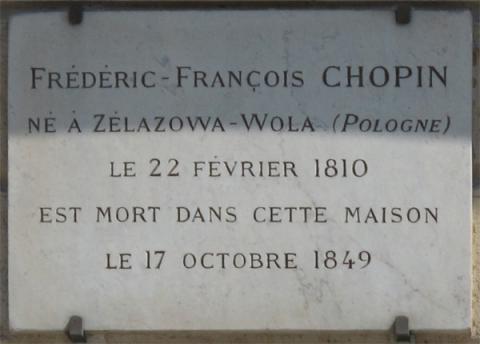 FRÉDÉRIC-FRANÇOIS CHOPIN
NÉ À ZÉLAZOWA-WOLA (POLOGNE)
LE 22 FÉVRIER 1810
EST MORT DANS CETTE MAISON
LE 17 OCTOBRE 1849